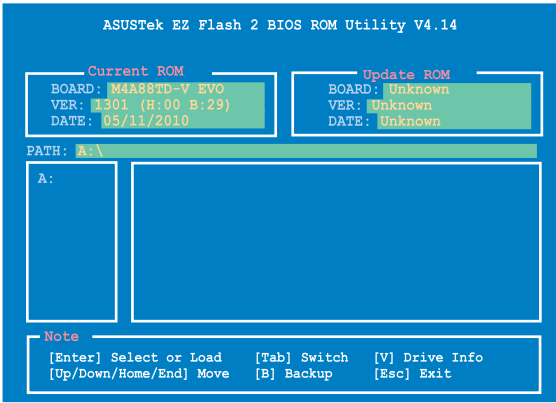 ASUSTek EZ Flash 2 BIOS ROM Utility V4.14
Current ROM
BOARD: M4A88TD-V EVO
VER: 1301 (H:00 B:29)
DATE: 05/11/2010
Update ROM
BOARD: Unknown
VER: Unknown
DATE: Unknown
PATH: A:\
A:
Note
[Enter] Select or Load [Tab] Switch [V] Drive Info
[Up/Down/Home/End] Move [B] Backup [Esc] Exit